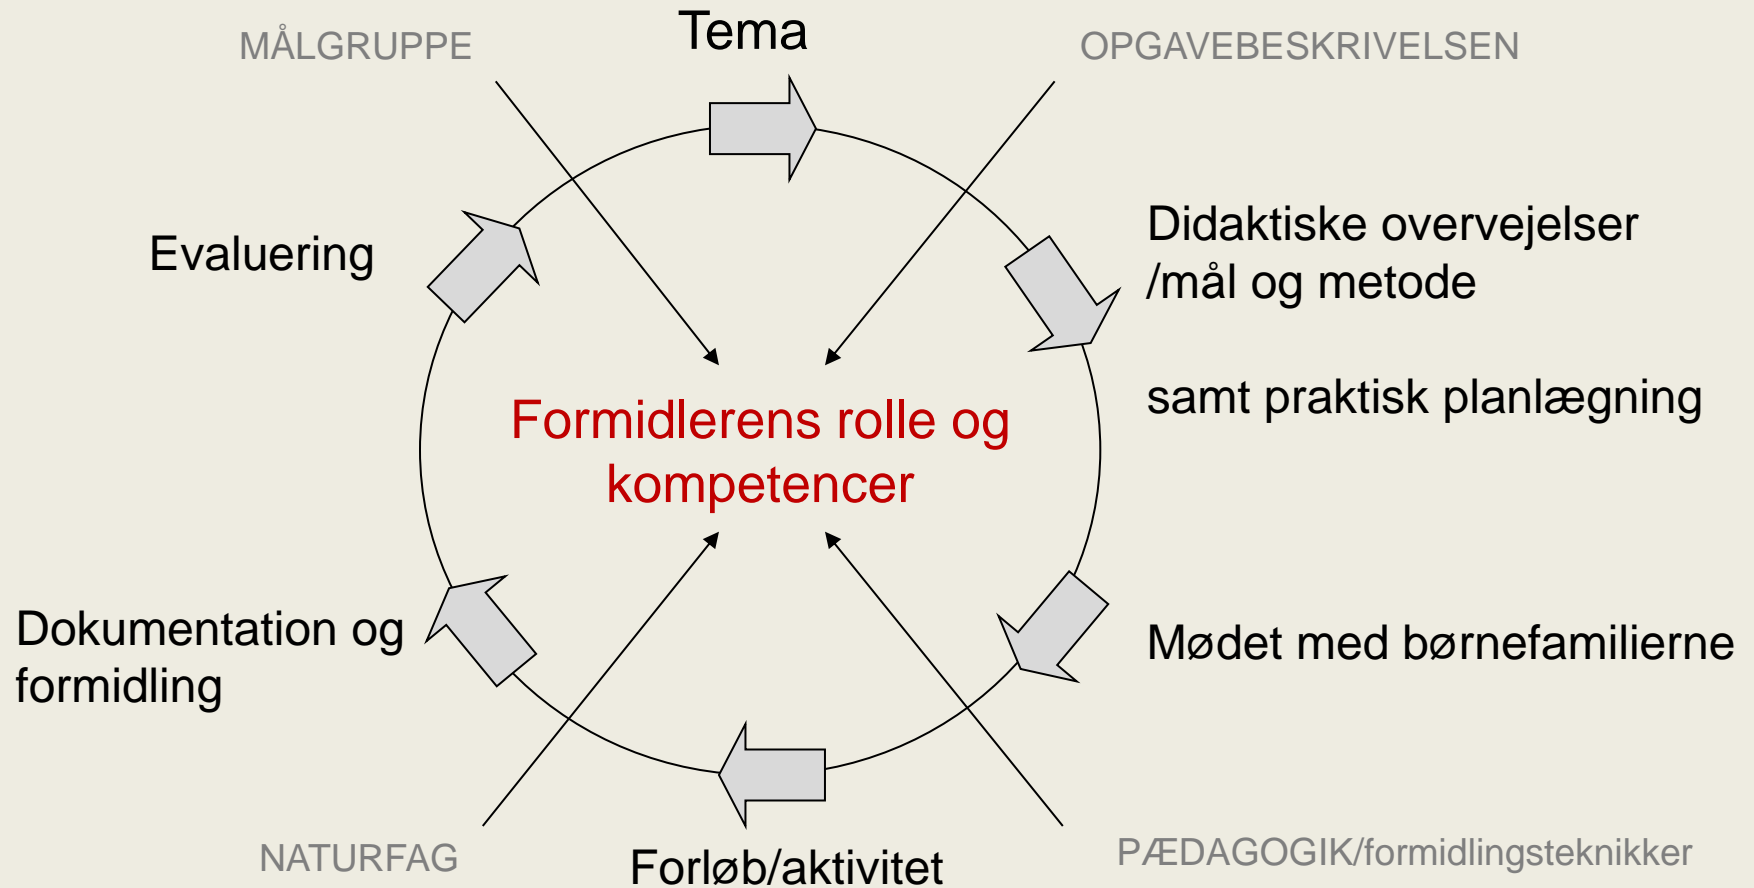 MÅLGRUPPE
Tema
OPGAVEBESKRIVELSEN
Evaluering
Didaktiske overvejelser
/mål og metode
samt praktisk planlægning
Formidlerens rolle og
kompetencer
Dokumentation og
formidling
Mødet med børnefamilierne
NATURFAG
Forløb/aktivitet
PÆDAGOGIK/formidlingsteknikker